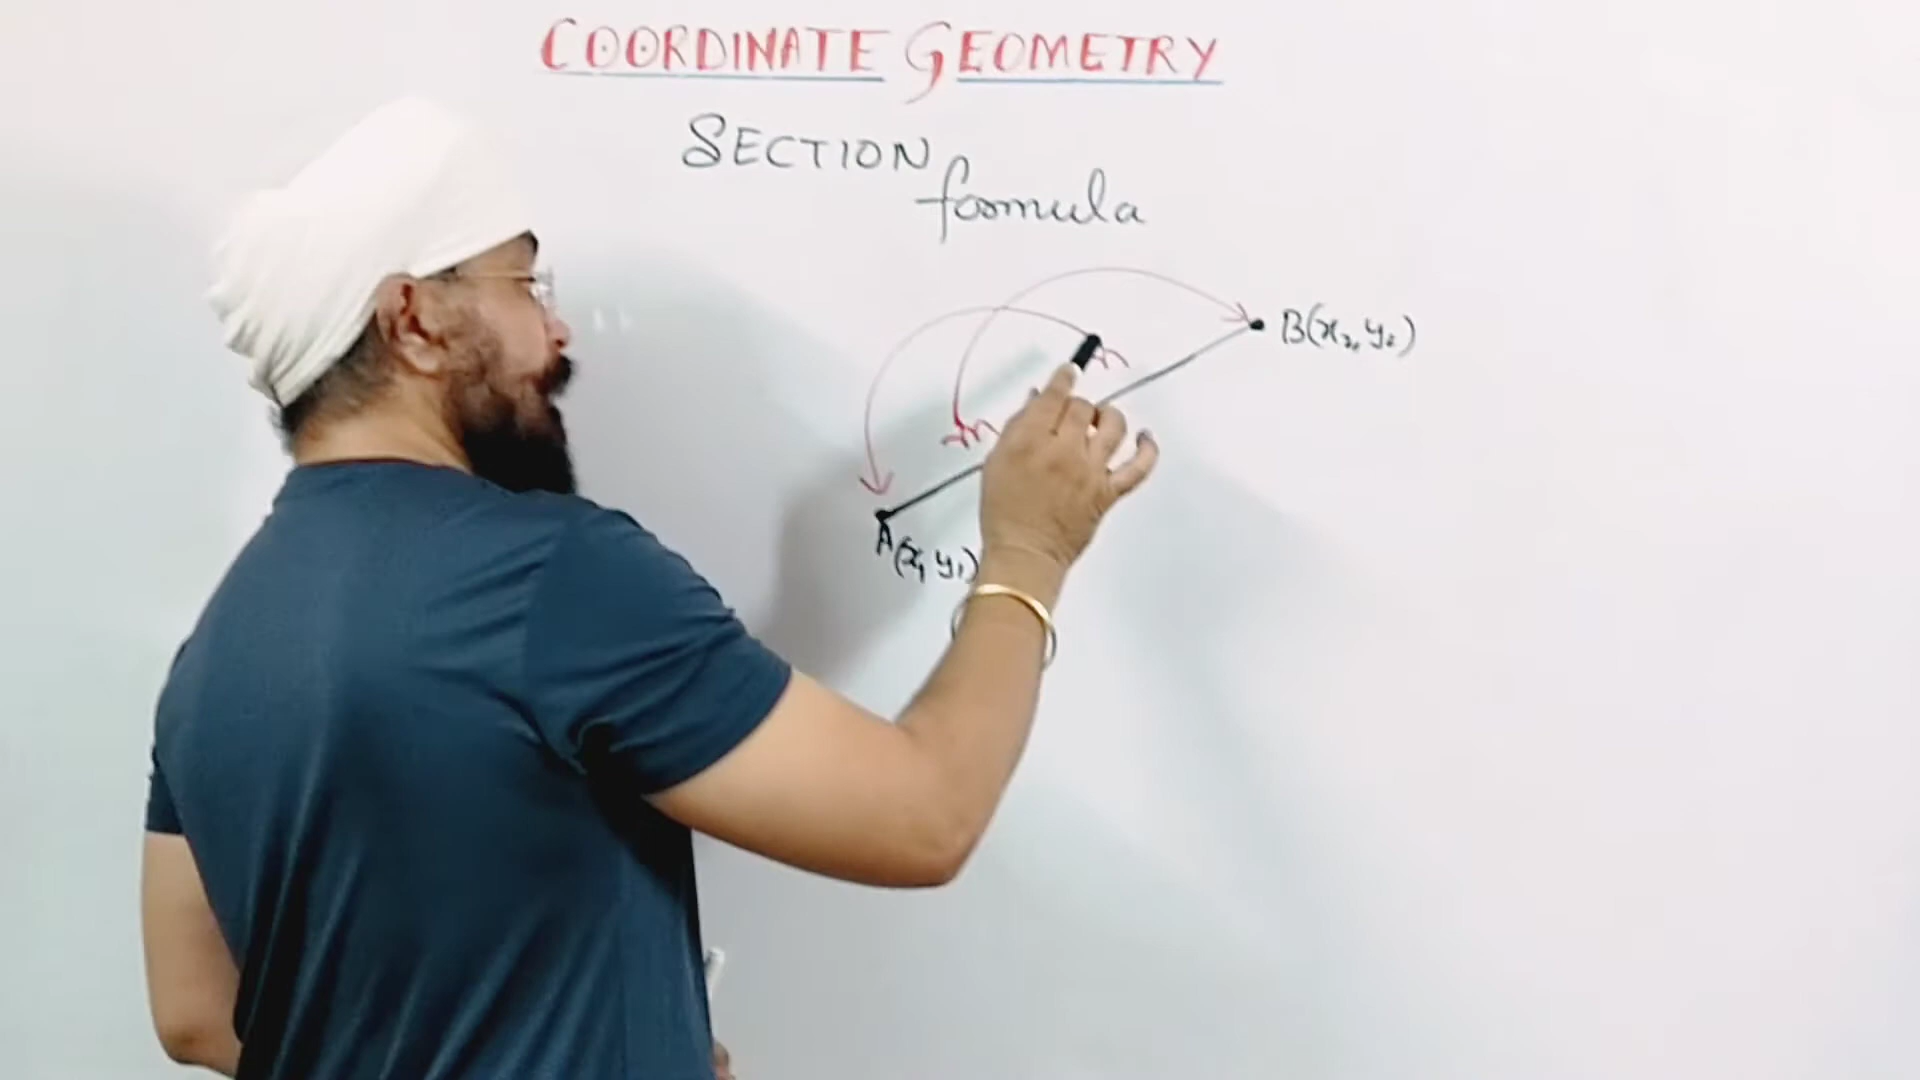 COORDINATE GEOMETRY
SECTION
formula
B(x₂, y₂)
n
m
A(x₁ y₁)